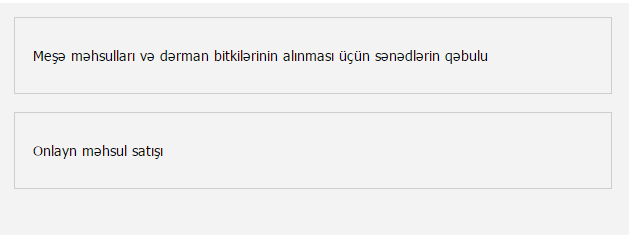 Meşə məhsulları və dərman bitkilərinin alınması üçün sənədlərin qəbulu
Onlayn məhsul satışı